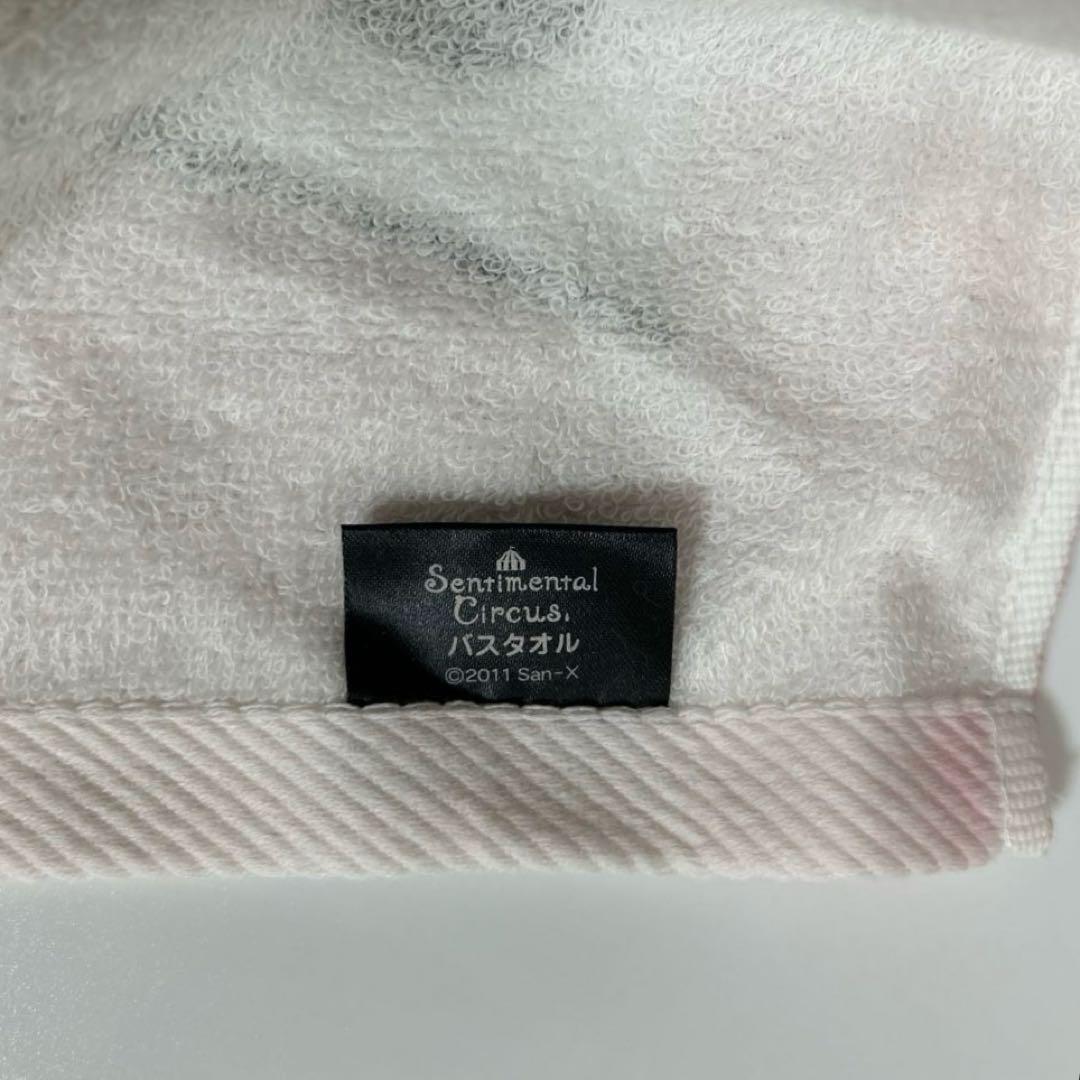 Sentimental
Circus.
バスタオル
©2011 San-X